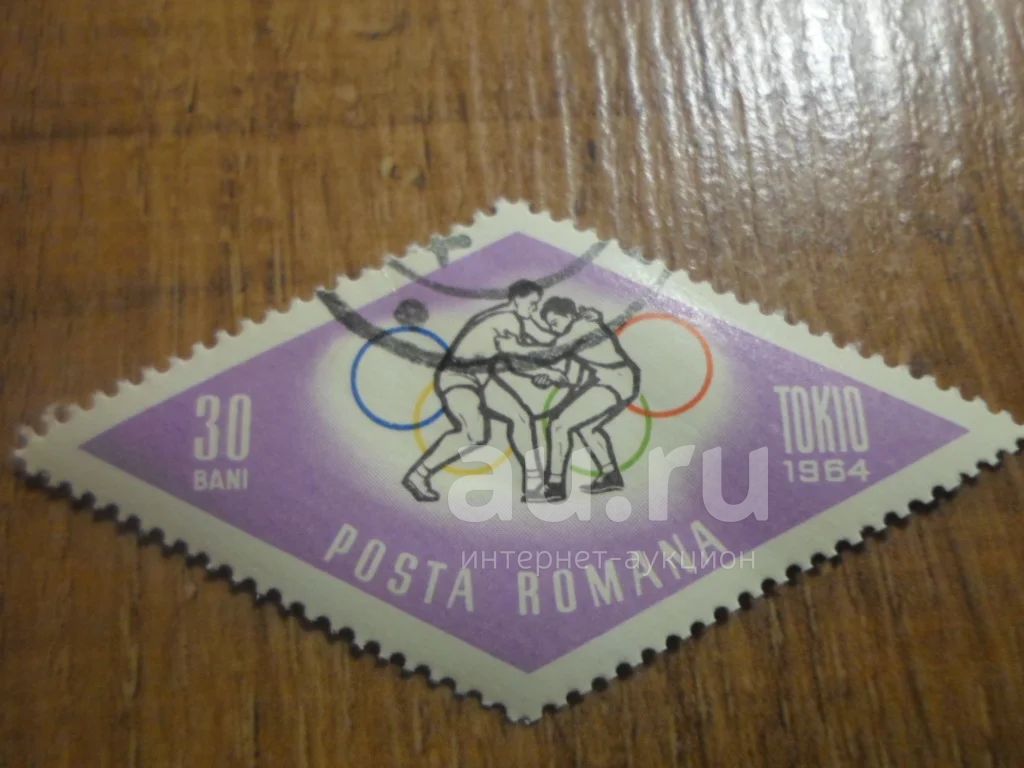 30
BANI
TOKIO
1964
au.ru
интернет-аукцион
POSTA ROMANA